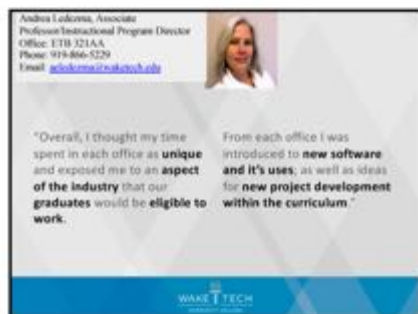 Andrea Ledezma, Associate
Professor/Instructional Program Director
Office: ETB 321AA
Phone: 919-866-5229
Email: aeledezma@waketech.edu
"Overall, I thought my time
spent in each office as unique
and exposed me to an aspect
of the industry that our
graduates would be eligible to
work.
From each office I was
introduced to new software
and it's uses; as well as ideas
for new project development
within the curriculum."
WAKE TECH
COMMUNITY COLLEGE